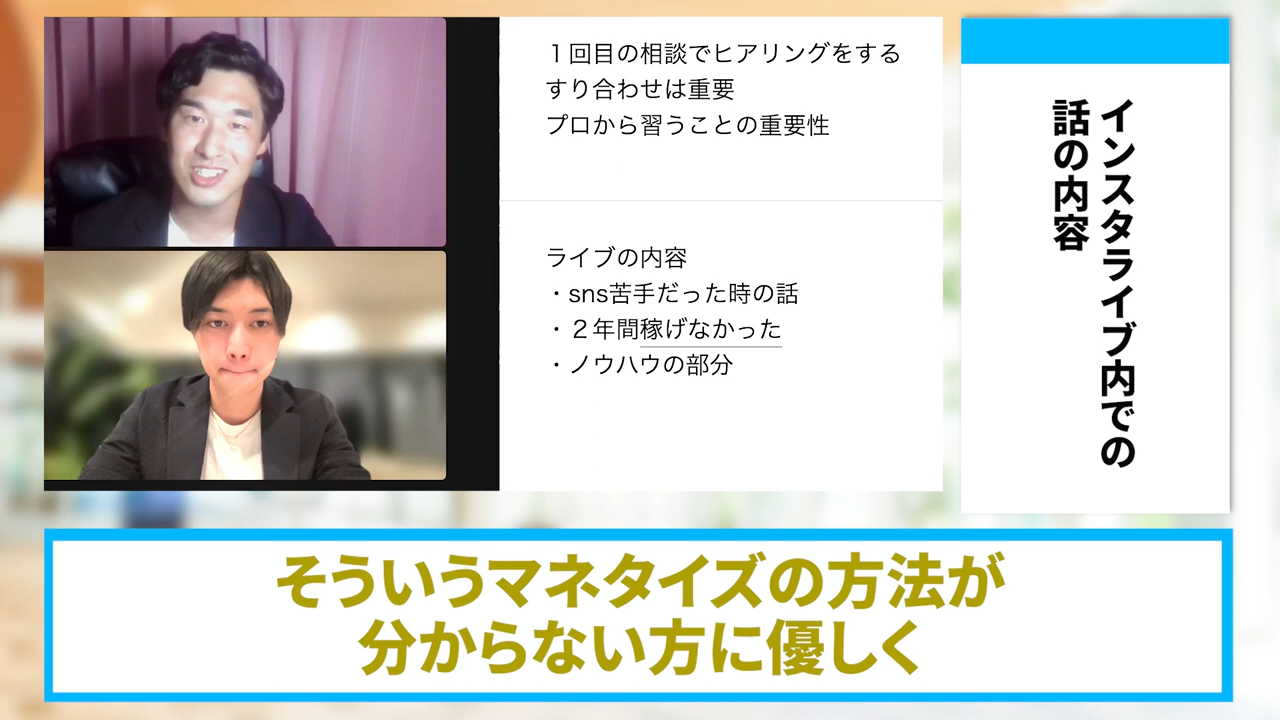 １回目の相談でヒアリングをする
すり合わせは重要
プロから習うことの重要性
ライブの内容
・sns苦手だった時の話
・２年間稼げなかった
・ノウハウの部分
インスタライブ内での
話の内容
そういうマネタイズの方法が
分からない方に優しく